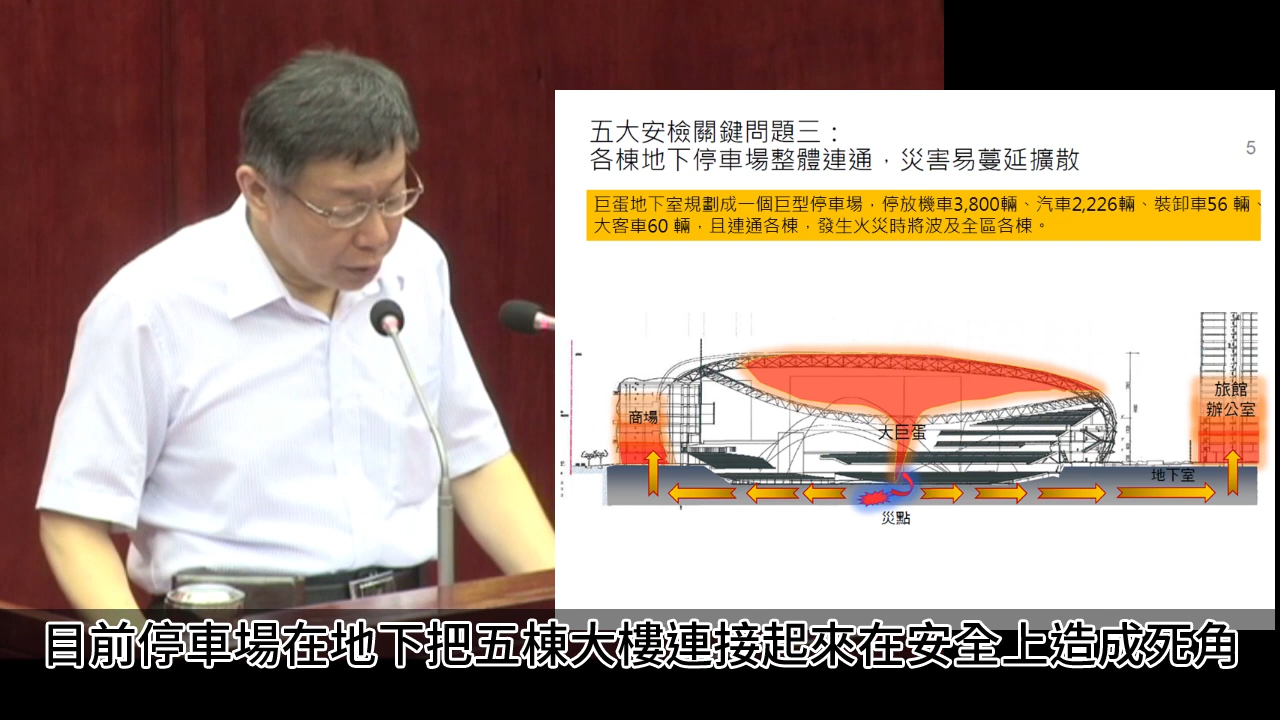 五大安檢關鍵問題三：
各棟地下停車場整體連通，災害易蔓延擴散
5
巨蛋地下室規劃成一個巨型停車場，停放機車3,800輛、汽車2,226輛、裝卸車56 輛、
大客車60 輛，且連通各棟，發生火災時將波及全區各棟。
商場
大巨蛋
旅館
辦公室
地下室
災點
目前停車場在地下把五棟大樓連接起來在安全上造成死角